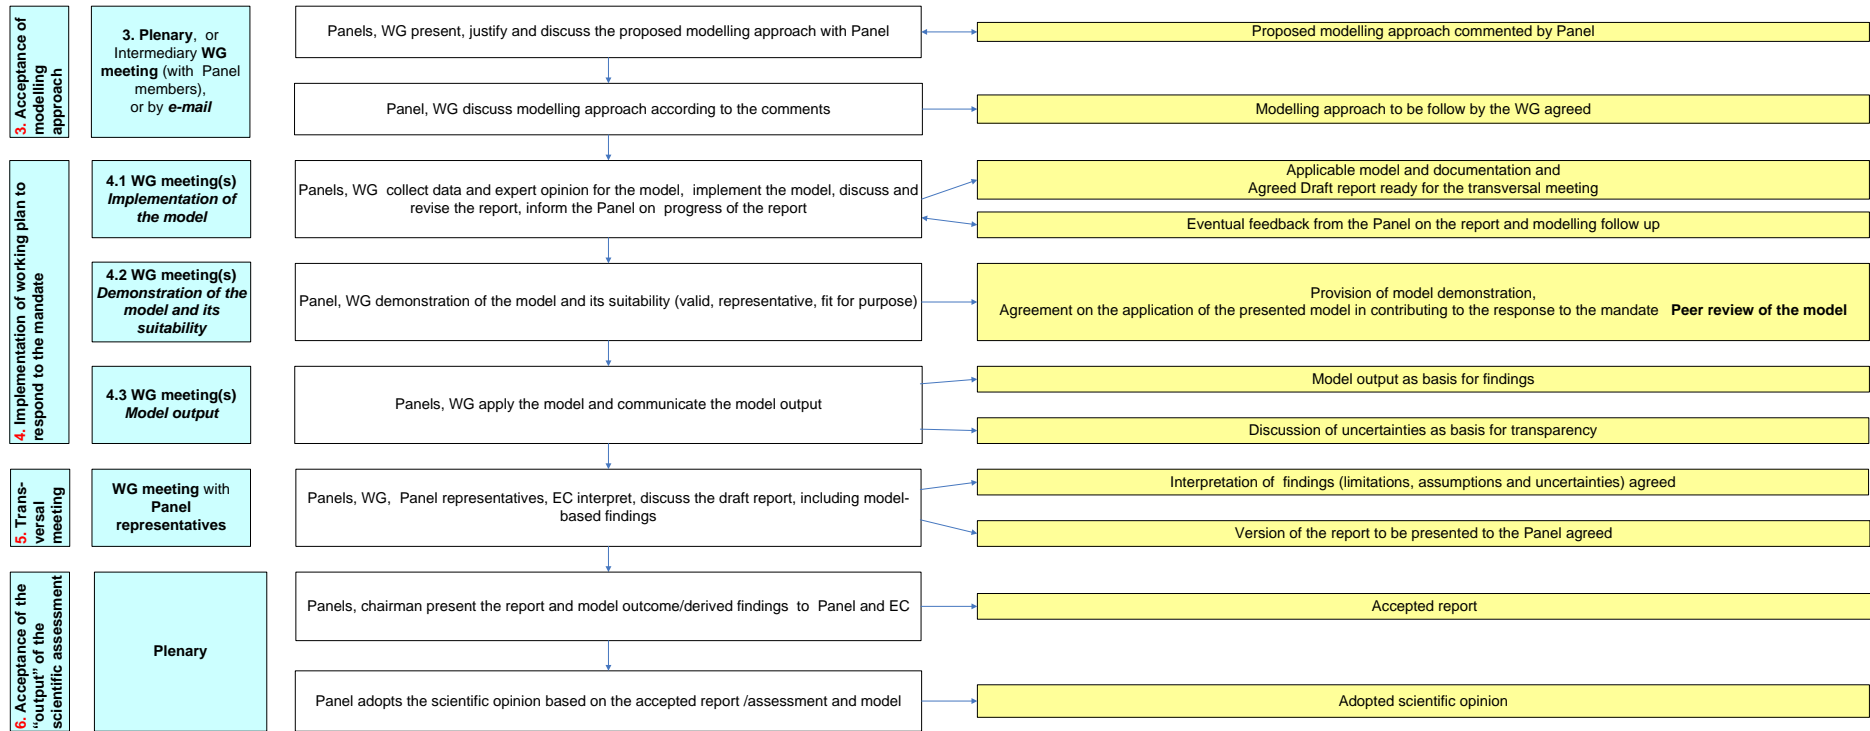 3. Acceptance of
modelling
approach
3. Plenary, or
Intermediary WG
meeting (with Panel
members),
or by e-mail
Panels, WG present, justify and discuss the proposed modelling approach with Panel
Proposed modelling approach commented by Panel
Panel, WG discuss modelling approach according to the comments
Modelling approach to be follow by the WG agreed
4. Implementation of working plan to
respond to the mandate
4.1 WG meeting(s)
Implementation of
the model
Panels, WG collect data and expert opinion for the model, implement the model, discuss and
revise the report, inform the Panel on progress of the report
Applicable model and documentation and
Agreed Draft report ready for the transversal meeting
Eventual feedback from the Panel on the report and modelling follow up
4.2 WG meeting(s)
Demonstration of the
model and its
suitability
Panel, WG demonstration of the model and its suitability (valid, representative, fit for purpose)
Provision of model demonstration,
Agreement on the application of the presented model in contributing to the response to the mandate Peer review of the model
4.3 WG meeting(s)
Model output
Panels, WG apply the model and communicate the model output
Model output as basis for findings
Discussion of uncertainties as basis for transparency
5. Trans-
versal
meeting
WG meeting with
Panel
representatives
Panels, WG, Panel representatives, EC interpret, discuss the draft report, including model-
based findings
Interpretation of findings (limitations, assumptions and uncertainties) agreed
Version of the report to be presented to the Panel agreed
6. Acceptance of the
“output” of the
scientific assessment
Plenary
Panels, chairman present the report and model outcome/derived findings to Panel and EC
Accepted report
Panel adopts the scientific opinion based on the accepted report /assessment and model
Adopted scientific opinion